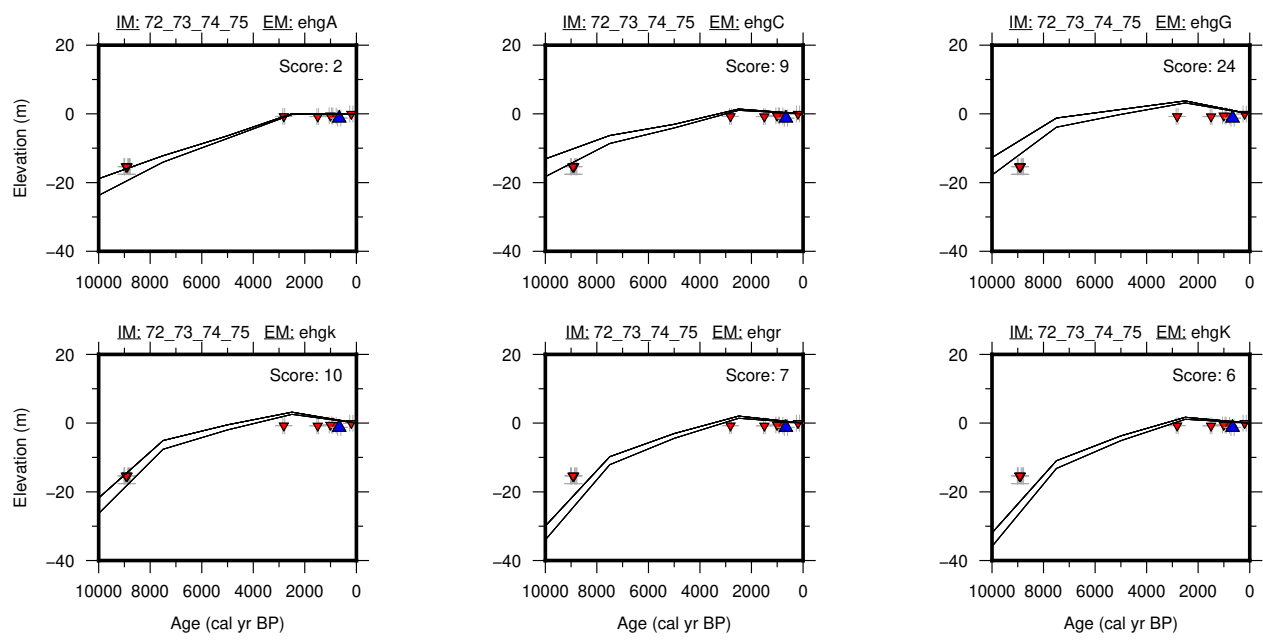 IM: 72_73_74_75 EM: ehgA
20
Score: 2
0
−20
−40
Elevation (m)
10000 8000 6000 4000 2000 0
IM: 72_73_74_75 EM: ehgC
20
Score: 9
0
−20
−40
10000 8000 6000 4000 2000 0
IM: 72_73_74_75 EM: ehgG
20
Score: 24
0
−20
−40
10000 8000 6000 4000 2000 0
IM: 72_73_74_75 EM: ehgk
20
Score: 10
0
−20
−40
Elevation (m)
10000 8000 6000 4000 2000 0
Age (cal yr BP)
IM: 72_73_74_75 EM: ehgr
20
Score: 7
0
−20
−40
10000 8000 6000 4000 2000 0
Age (cal yr BP)
IM: 72_73_74_75 EM: ehgK
20
Score: 6
0
−20
−40
10000 8000 6000 4000 2000 0
Age (cal yr BP)